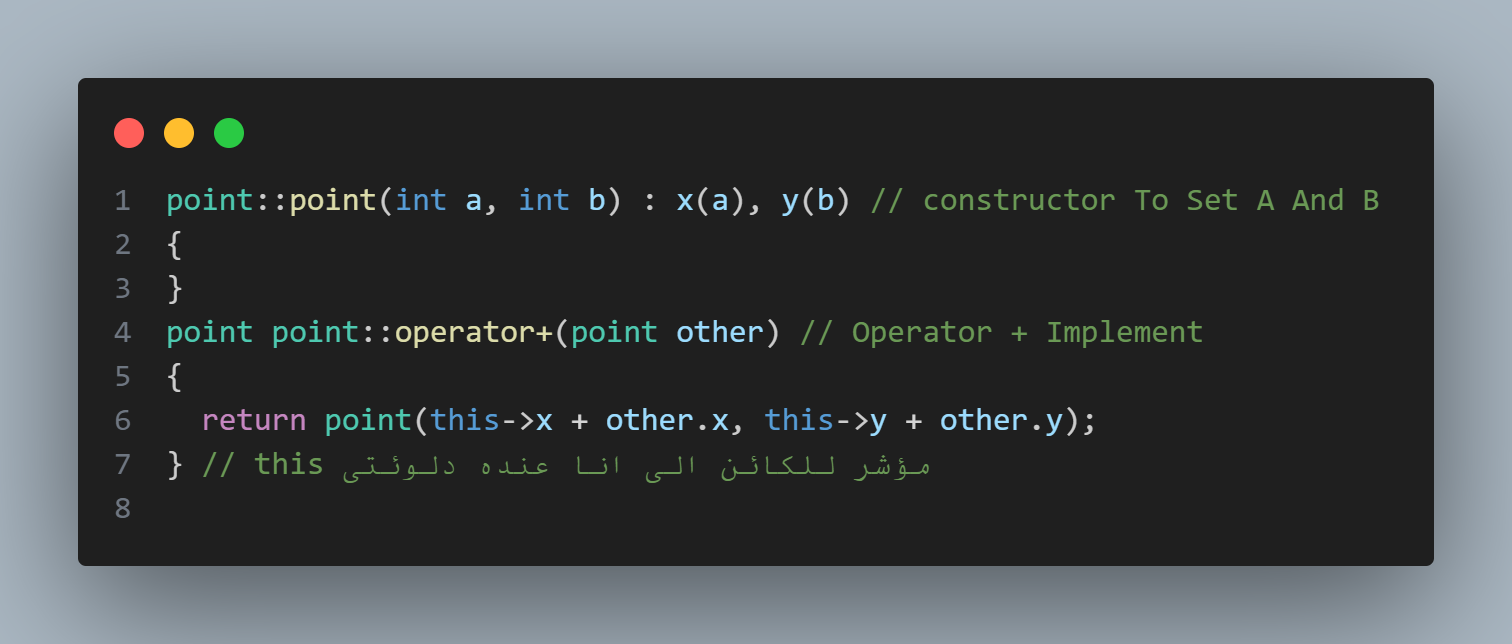 1 point::point(int a, int b) : x(a), y(b) // constructor To Set A And B
2 {
3 }
4 point point::operator+(point other) // Operator + Implement
5 {
6   return point(this->x + other.x, this->y + other.y);
7 } // this مؤشر للكائن الى انا عنده دلوئتى
8